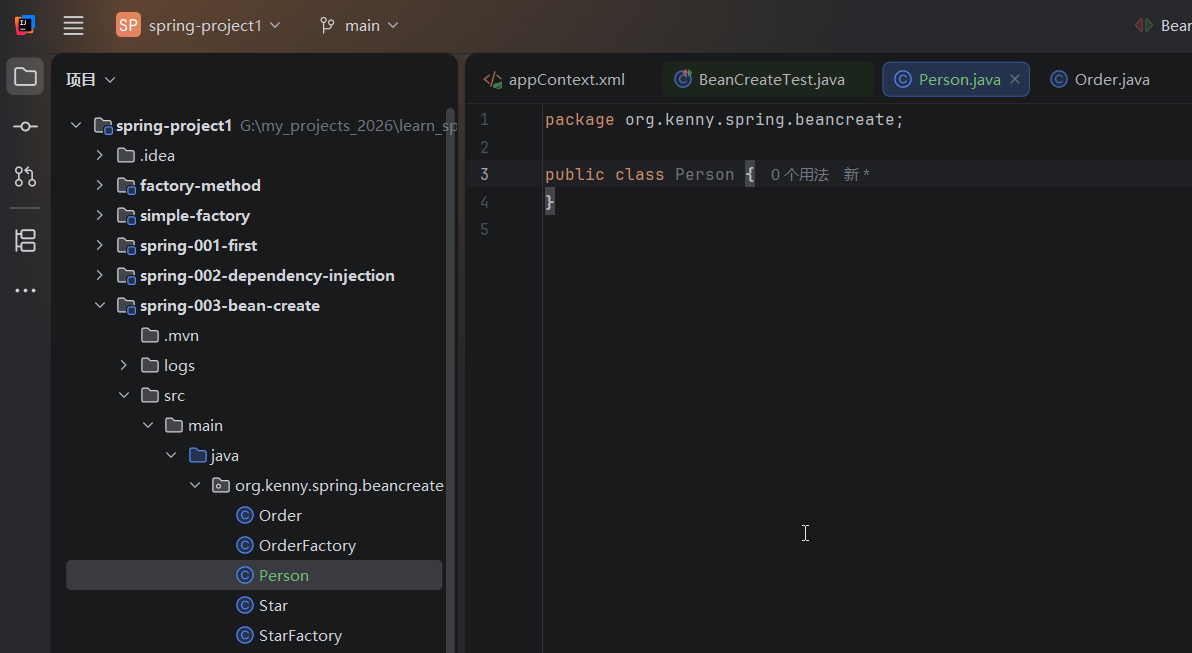 SP spring-project1 main Bear
项目
spring-project1 G:\my_projects_2026\learn_sp
.idea
factory-method
simple-factory
spring-001-first
spring-002-dependency-injection
spring-003-bean-create
.mvn
logs
src
main
java
org.kenny.spring.beancreate
Order
OrderFactory
Person
Star
StarFactory
appContext.xml BeanCreateTest.java Person.java Order.java
1 package org.kenny.spring.beancreate;
2
3 public class Person { 0个用法 新*
4 }
5